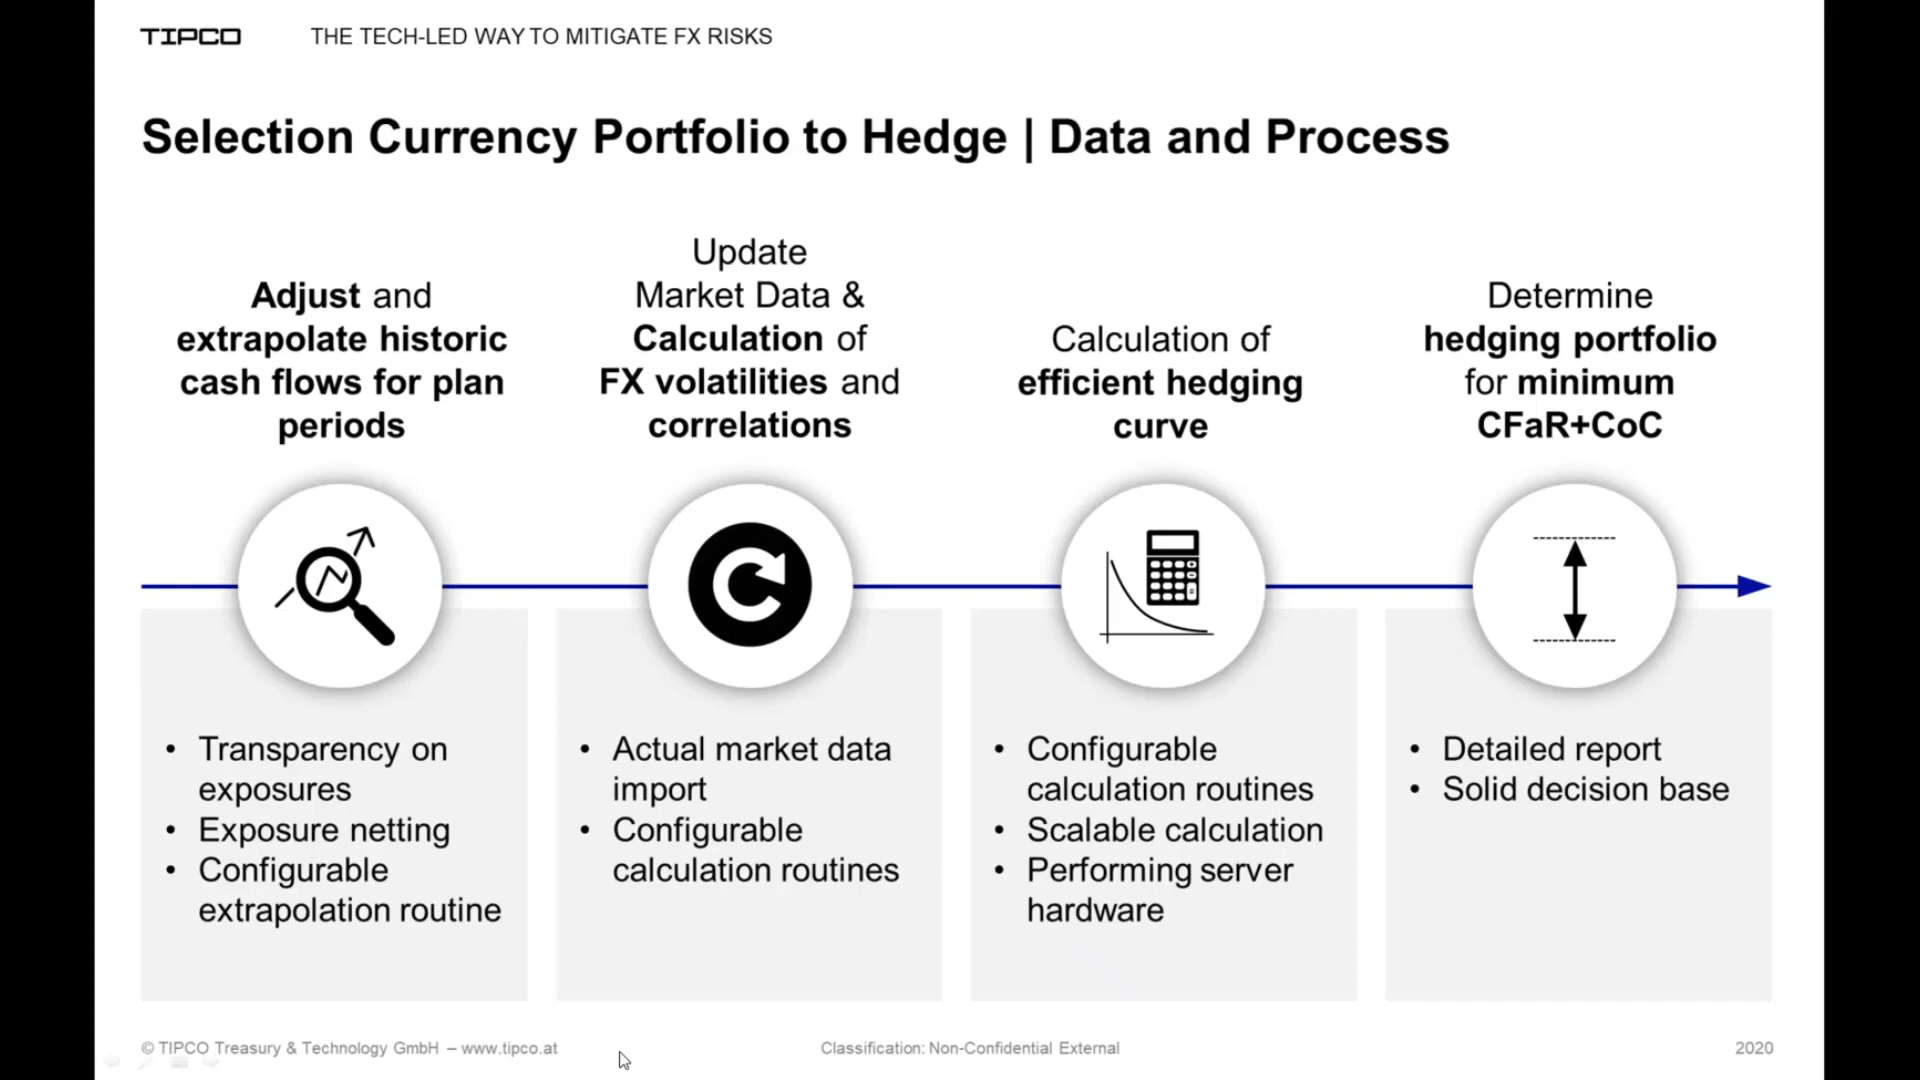 TIPCO
THE TECH-LED WAY TO MITIGATE FX RISKS
Selection Currency Portfolio to Hedge | Data and Process
Adjust and
extrapolate historic
cash flows for plan
periods
Update
Market Data &
Calculation of
FX volatilities and
correlations
Calculation of
efficient hedging
curve
Determine
hedging portfolio
for minimum
CFaR+CoC
• Transparency on
exposures
• Exposure netting
• Configurable
extrapolation routine
• Actual market data
import
• Configurable
calculation routines
• Configurable
calculation routines
• Scalable calculation
• Performing server
hardware
• Detailed report
• Solid decision base
© TIPCO Treasury & Technology GmbH – www.tipco.at
Classification: Non-Confidential External
2020